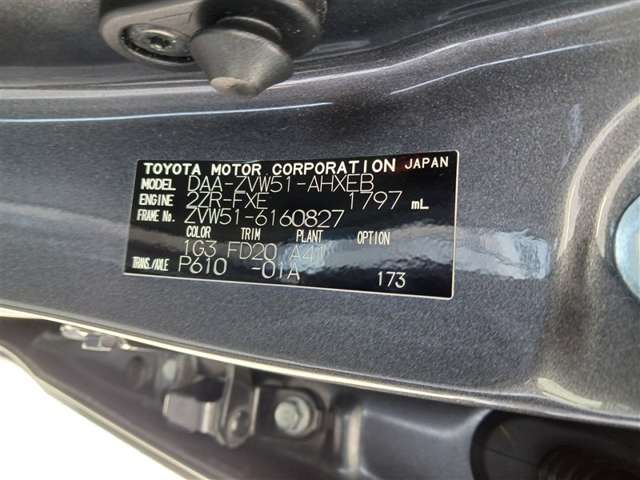 TOYOTA MOTOR CORPORATION JAPAN
MODEL DAA-ZVW51-AHXEB
ENGINE 2ZR-FXE 1797 mL
FRAME No. ZVW51-6160827
COLOR TRIM PLANT OPTION
1G3 FD20 A41
TRANS./AXLE P610 -01A 173